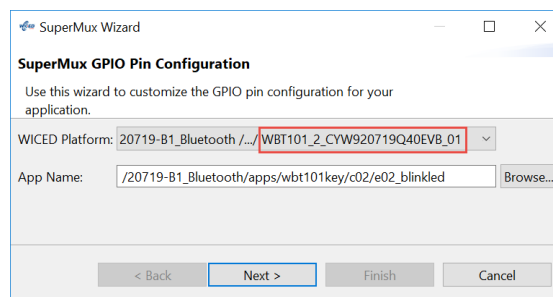 SuperMux Wizard
SuperMux GPIO Pin Configuration
Use this wizard to customize the GPIO pin configuration for your
application.
WICED Platform: 20719-B1_Bluetooth /.../ WBT101_2_CYW920719Q40EVB_01
App Name: /20719-B1_Bluetooth/apps/wbt101key/c02/e02_blinkled Browse...
< Back Next > Finish Cancel